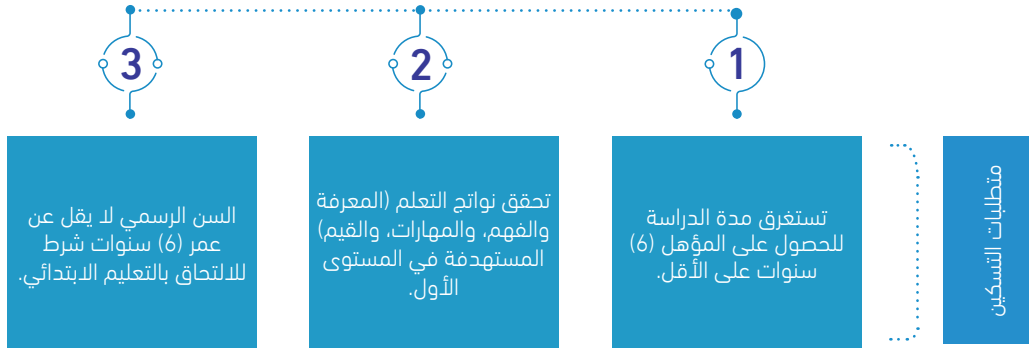 متطلبات التسكين
1
تستغرق مدة الدراسة
للحصول على المؤهل (6)
سنوات على الأقل.
2
تحقق نواتج التعلم (المعرفة
والفهم، والمهارات، والقيم)
المستهدفة في المستوى
الأول.
3
السن الرسمي لا يقل عن
عمر (6) سنوات شرط
للالتحاق بالتعليم الابتدائي.